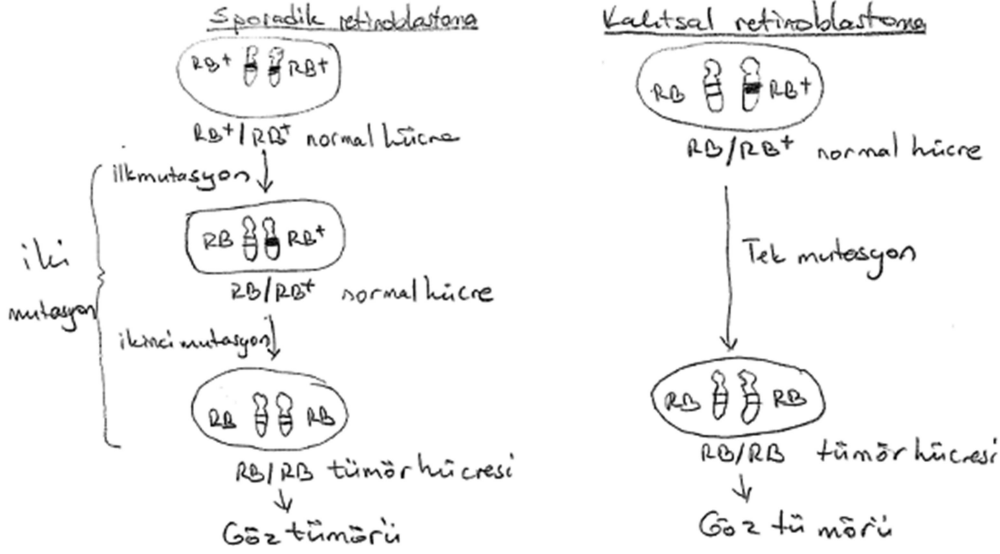 Sporadik retinoblastoma
RB⁺ RB⁺
RB⁺/RB⁺ normal hücre
ilk mutasyon
RB RB⁺
RB/RB⁺ normal hücre
iki
mutasyon
ikinci mutasyon
RB RB
RB/RB tümör hücresi
Göz tümörü
Kalıtsal retinoblastoma
RB RB⁺
RB/RB⁺ normal hücre
Tek mutasyon
RB RB
RB/RB tümör hücresi
Göz tümörü